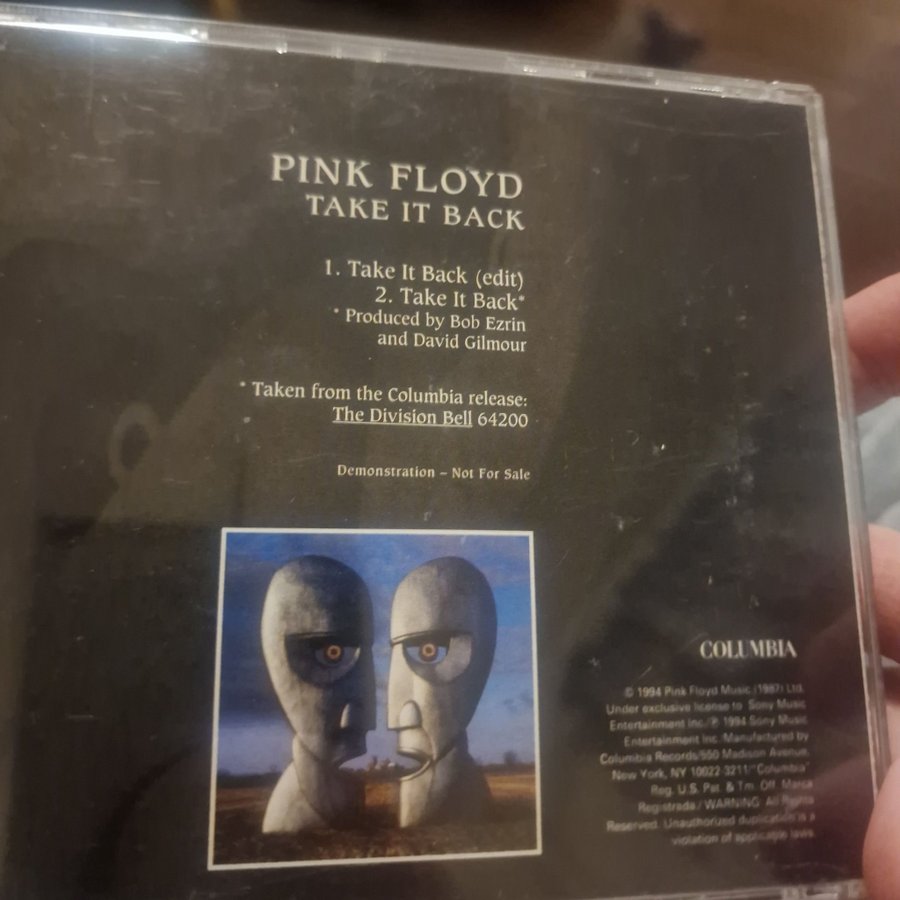 PINK FLOYD
TAKE IT BACK
1. Take It Back (edit)
2. Take It Back*
* Produced by Bob Ezrin
and David Gilmour
* Taken from the Columbia release:
The Division Bell 64200
Demonstration – Not For Sale
COLUMBIA
© 1994 Pink Floyd Music (1987) Ltd.
Under exclusive license to Sony Music
Entertainment Inc./℗ 1994 Sony Music
Entertainment Inc./Manufactured by
Columbia Records/550 Madison Avenue,
New York, NY 10022-3211/"Columbia"
Reg. U.S. Pat. & Tm. Off. Marca
Registrada./WARNING: All Rights
Reserved. Unauthorized duplication is a
violation of applicable laws.